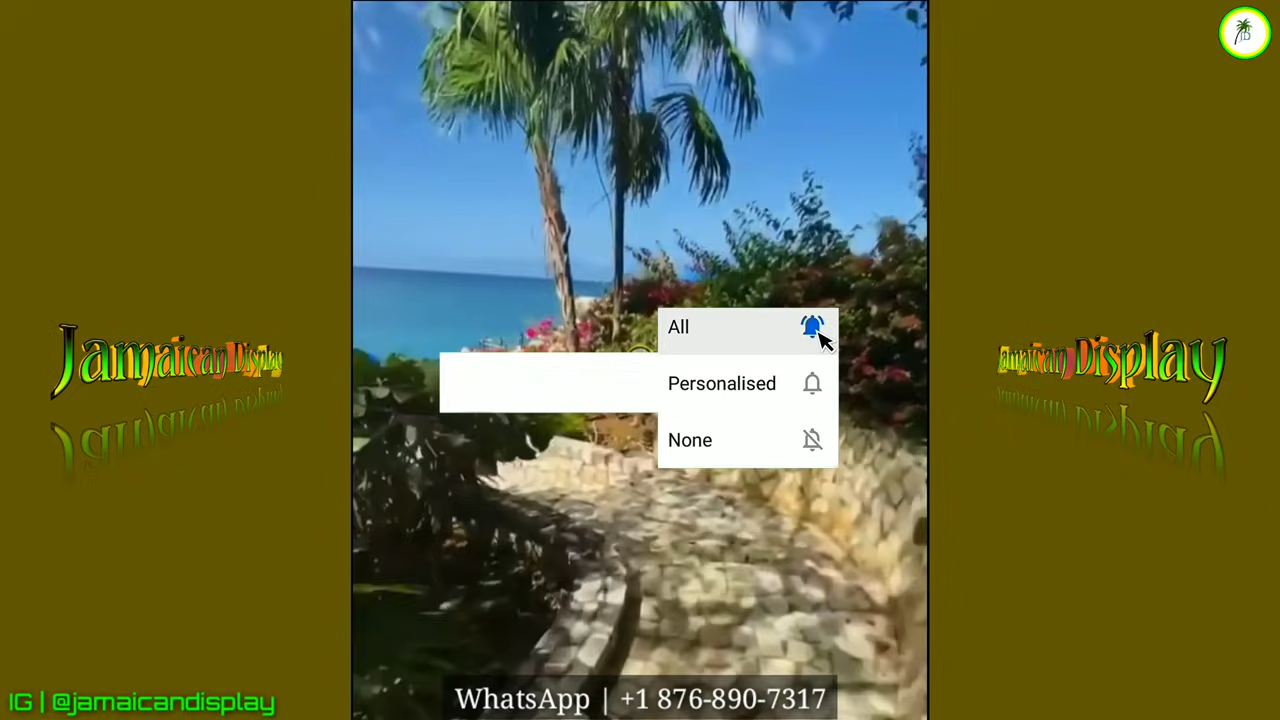 All
Personalised
None
Jamaican Display
Jamaican Display
IG | @jamaicandisplay
WhatsApp | +1 876-890-7317